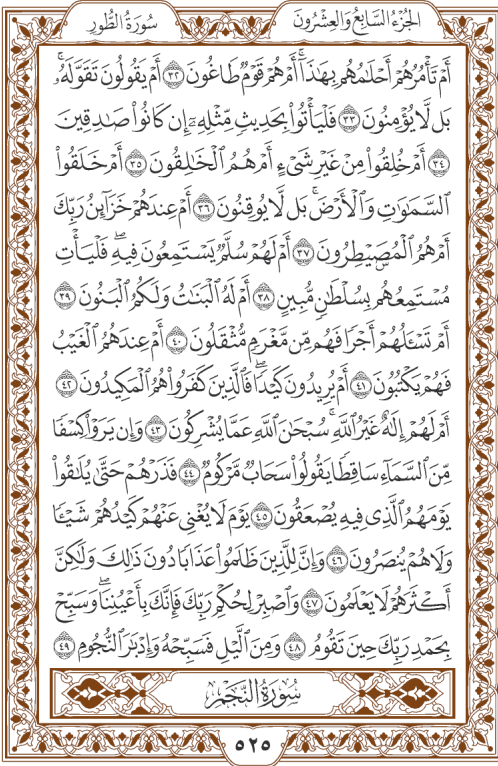 الجزء السابع والعشرون
سورة الطور
أَمْ تَأْمُرُهُمْ أَحْلَٰمُهُم بِهَٰذَآۚ أَمْ هُمْ قَوْمٌ طَاغُونَ ٣٢ أَمْ يَقُولُونَ تَقَوَّلَهُۥۚ
بَل لَّا يُؤْمِنُونَ ٣٣ فَلْيَأْتُوا۟ بِحَدِيثٍ مِّثْلِهِۦٓ إِن كَانُوا۟ صَٰدِقِينَ
٣٤ أَمْ خُلِقُوا۟ مِنْ غَيْرِ شَىْءٍ أَمْ هُمُ ٱلْخَٰلِقُونَ ٣٥ أَمْ خَلَقُوا۟
ٱلسَّمَٰوَٰتِ وَٱلْأَرْضَۚ بَل لَّا يُوقِنُونَ ٣٦ أَمْ عِندَهُمْ خَزَآئِنُ رَبِّكَ
أَمْ هُمُ ٱلْمُصَۣيْطِرُونَ ٣٧ أَمْ لَهُمْ سُلَّمٌ يَسْتَمِعُونَ فِيهِۖ فَلْيَأْتِ
مُسْتَمِعُهُم بِسُلْطَٰنٍ مُّبِينٍ ٣٨ أَمْ لَهُ ٱلْبَنَٰتُ وَلَكُمُ ٱلْبَنُونَ ٣٩
أَمْ تَسْـَٔلُهُمْ أَجْرًا فَهُم مِّن مَّغْرَمٍ مُّثْقَلُونَ ٤٠ أَمْ عِندَهُمُ ٱلْغَيْبُ
فَهُمْ يَكْتُبُونَ ٤١ أَمْ يُرِيدُونَ كَيْدًاۖ فَٱلَّذِينَ كَفَرُوا۟ هُمُ ٱلْمَكِيدُونَ ٤٢
أَمْ لَهُمْ إِلَٰهٌ غَيْرُ ٱللَّهِۚ سُبْحَٰنَ ٱللَّهِ عَمَّا يُشْرِكُونَ ٤٣ وَإِن يَرَوْا۟ كِسْفًا
مِّنَ ٱلسَّمَآءِ سَاقِطًا يَقُولُوا۟ سَحَابٌ مَّرْكُومٌ ٤٤ فَذَرْهُمْ حَتَّىٰ يُلَٰقُوا۟
يَوْمَهُمُ ٱلَّذِى فِيهِ يُصْعَقُونَ ٤٥ يَوْمَ لَا يُغْنِى عَنْهُمْ كَيْدُهُمْ شَيْـًٔا
وَلَا هُمْ يُنصَرُونَ ٤٦ وَإِنَّ لِلَّذِينَ ظَلَمُوا۟ عَذَابًا دُونَ ذَٰلِكَ وَلَٰكِنَّ
أَكْثَرَهُمْ لَا يَعْلَمُونَ ٤٧ وَٱصْبِرْ لِحُكْمِ رَبِّكَ فَإِنَّكَ بِأَعْيُنِنَاۖ وَسَبِّحْ
بِحَمْدِ رَبِّكَ حِينَ تَقُومُ ٤٨ وَمِنَ ٱلَّيْلِ فَسَبِّحْهُ وَإِدْبَٰرَ ٱلنُّجُومِ ٤٩
سورة النجم
٥٢٥